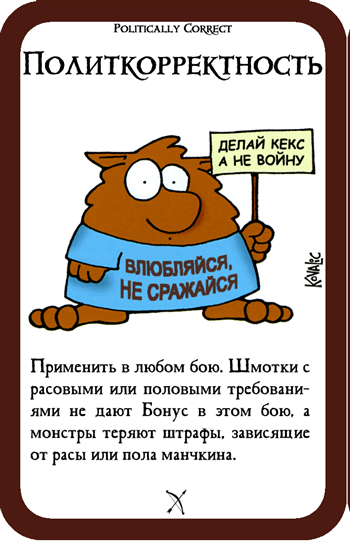 Politically Correct
Политкорректность
ДЕЛАЙ КЕКС
А НЕ ВОЙНУ
ВЛЮБЛЯЙСЯ,
НЕ СРАЖАЙСЯ
KOVALIC
Применить в любом бою. Шмотки с
расовыми или половыми требовани-
ями не дают Бонус в этом бою, а
монстры теряют штрафы, зависящие
от расы или пола манчкина.